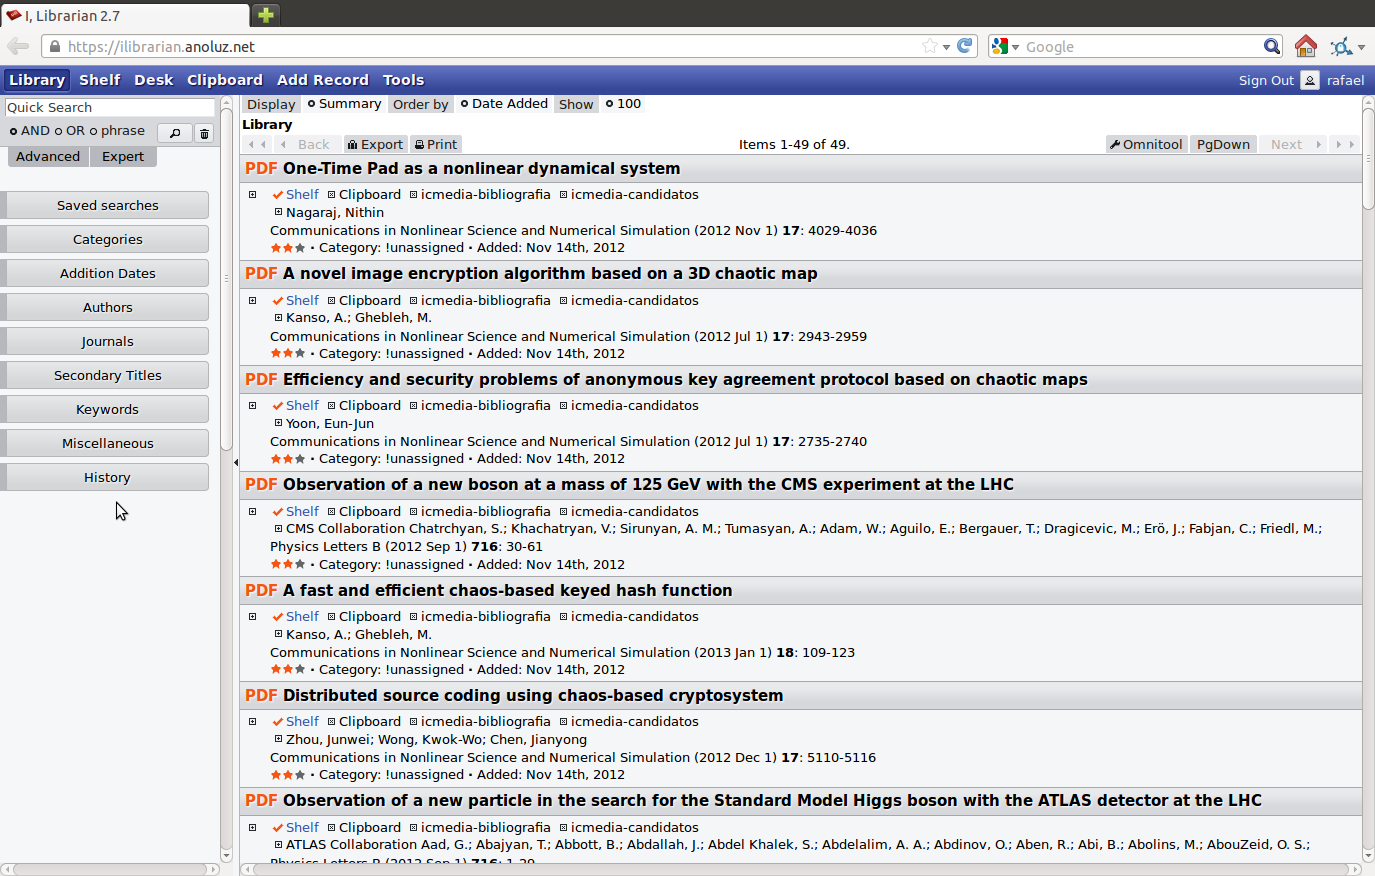 I, Librarian 2.7
https://ilibrarian.anoluz.net
Google
Library Shelf Desk Clipboard Add Record Tools
Sign Out rafael
Quick Search
AND OR phrase
Advanced Expert
Saved searches
Categories
Addition Dates
Authors
Journals
Secondary Titles
Keywords
Miscellaneous
History
Display Summary Order by Date Added Show 100
Library
Back Export Print Items 1-49 of 49. Omnitool PgDown Next
PDF One-Time Pad as a nonlinear dynamical system
Shelf Clipboard icmedia-bibliografia icmedia-candidatos
Nagaraj, Nithin
Communications in Nonlinear Science and Numerical Simulation (2012 Nov 1) 17: 4029-4036
· Category: !unassigned · Added: Nov 14th, 2012
PDF A novel image encryption algorithm based on a 3D chaotic map
Shelf Clipboard icmedia-bibliografia icmedia-candidatos
Kanso, A.; Ghebleh, M.
Communications in Nonlinear Science and Numerical Simulation (2012 Jul 1) 17: 2943-2959
· Category: !unassigned · Added: Nov 14th, 2012
PDF Efficiency and security problems of anonymous key agreement protocol based on chaotic maps
Shelf Clipboard icmedia-bibliografia icmedia-candidatos
Yoon, Eun-Jun
Communications in Nonlinear Science and Numerical Simulation (2012 Jul 1) 17: 2735-2740
· Category: !unassigned · Added: Nov 14th, 2012
PDF Observation of a new boson at a mass of 125 GeV with the CMS experiment at the LHC
Shelf Clipboard icmedia-bibliografia icmedia-candidatos
CMS Collaboration Chatrchyan, S.; Khachatryan, V.; Sirunyan, A. M.; Tumasyan, A.; Adam, W.; Aguilo, E.; Bergauer, T.; Dragicevic, M.; Erö, J.; Fabjan, C.; Friedl, M.;
Physics Letters B (2012 Sep 1) 716: 30-61
· Category: !unassigned · Added: Nov 14th, 2012
PDF A fast and efficient chaos-based keyed hash function
Shelf Clipboard icmedia-bibliografia icmedia-candidatos
Kanso, A.; Ghebleh, M.
Communications in Nonlinear Science and Numerical Simulation (2013 Jan 1) 18: 109-123
· Category: !unassigned · Added: Nov 14th, 2012
PDF Distributed source coding using chaos-based cryptosystem
Shelf Clipboard icmedia-bibliografia icmedia-candidatos
Zhou, Junwei; Wong, Kwok-Wo; Chen, Jianyong
Communications in Nonlinear Science and Numerical Simulation (2012 Dec 1) 17: 5110-5116
· Category: !unassigned · Added: Nov 14th, 2012
PDF Observation of a new particle in the search for the Standard Model Higgs boson with the ATLAS detector at the LHC
Shelf Clipboard icmedia-bibliografia icmedia-candidatos
ATLAS Collaboration Aad, G.; Abajyan, T.; Abbott, B.; Abdallah, J.; Abdel Khalek, S.; Abdelalim, A. A.; Abdinov, O.; Aben, R.; Abi, B.; Abolins, M.; AbouZeid, O. S.;
Physics Letters B (2012 Sep 1) 716: 1-29